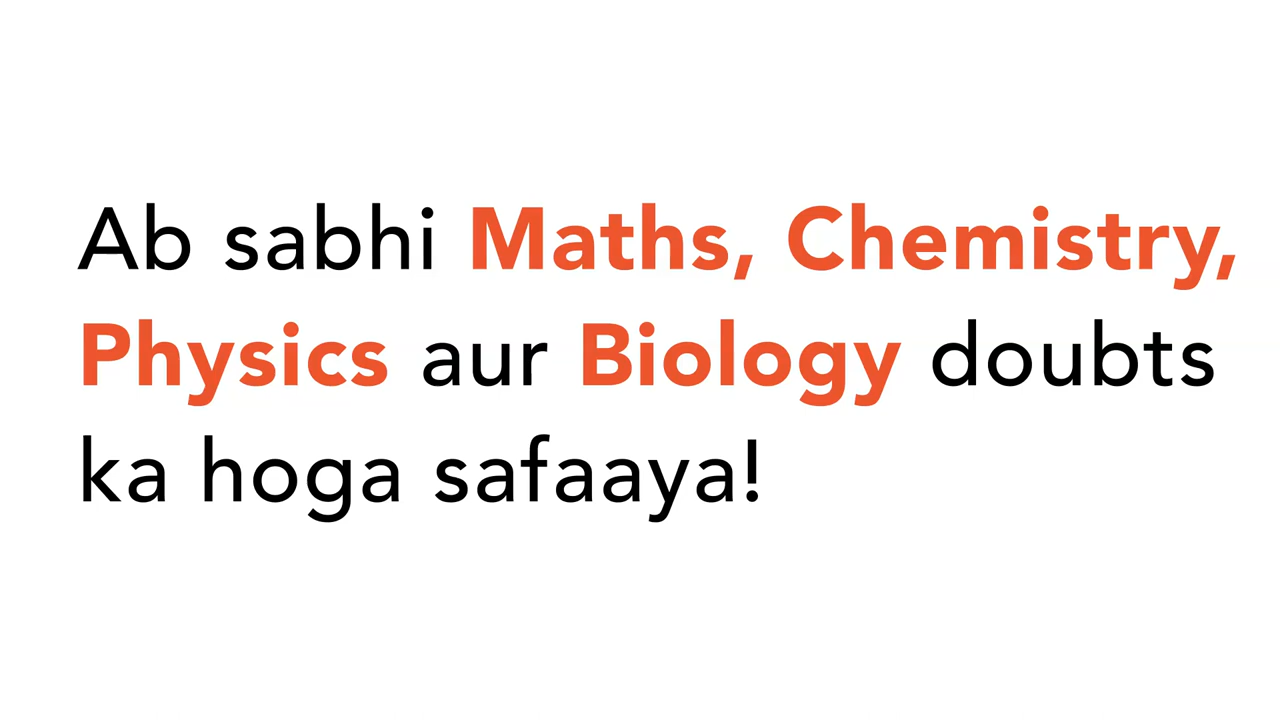 Ab sabhi Maths, Chemistry,
Physics aur Biology doubts
ka hoga safaaya!